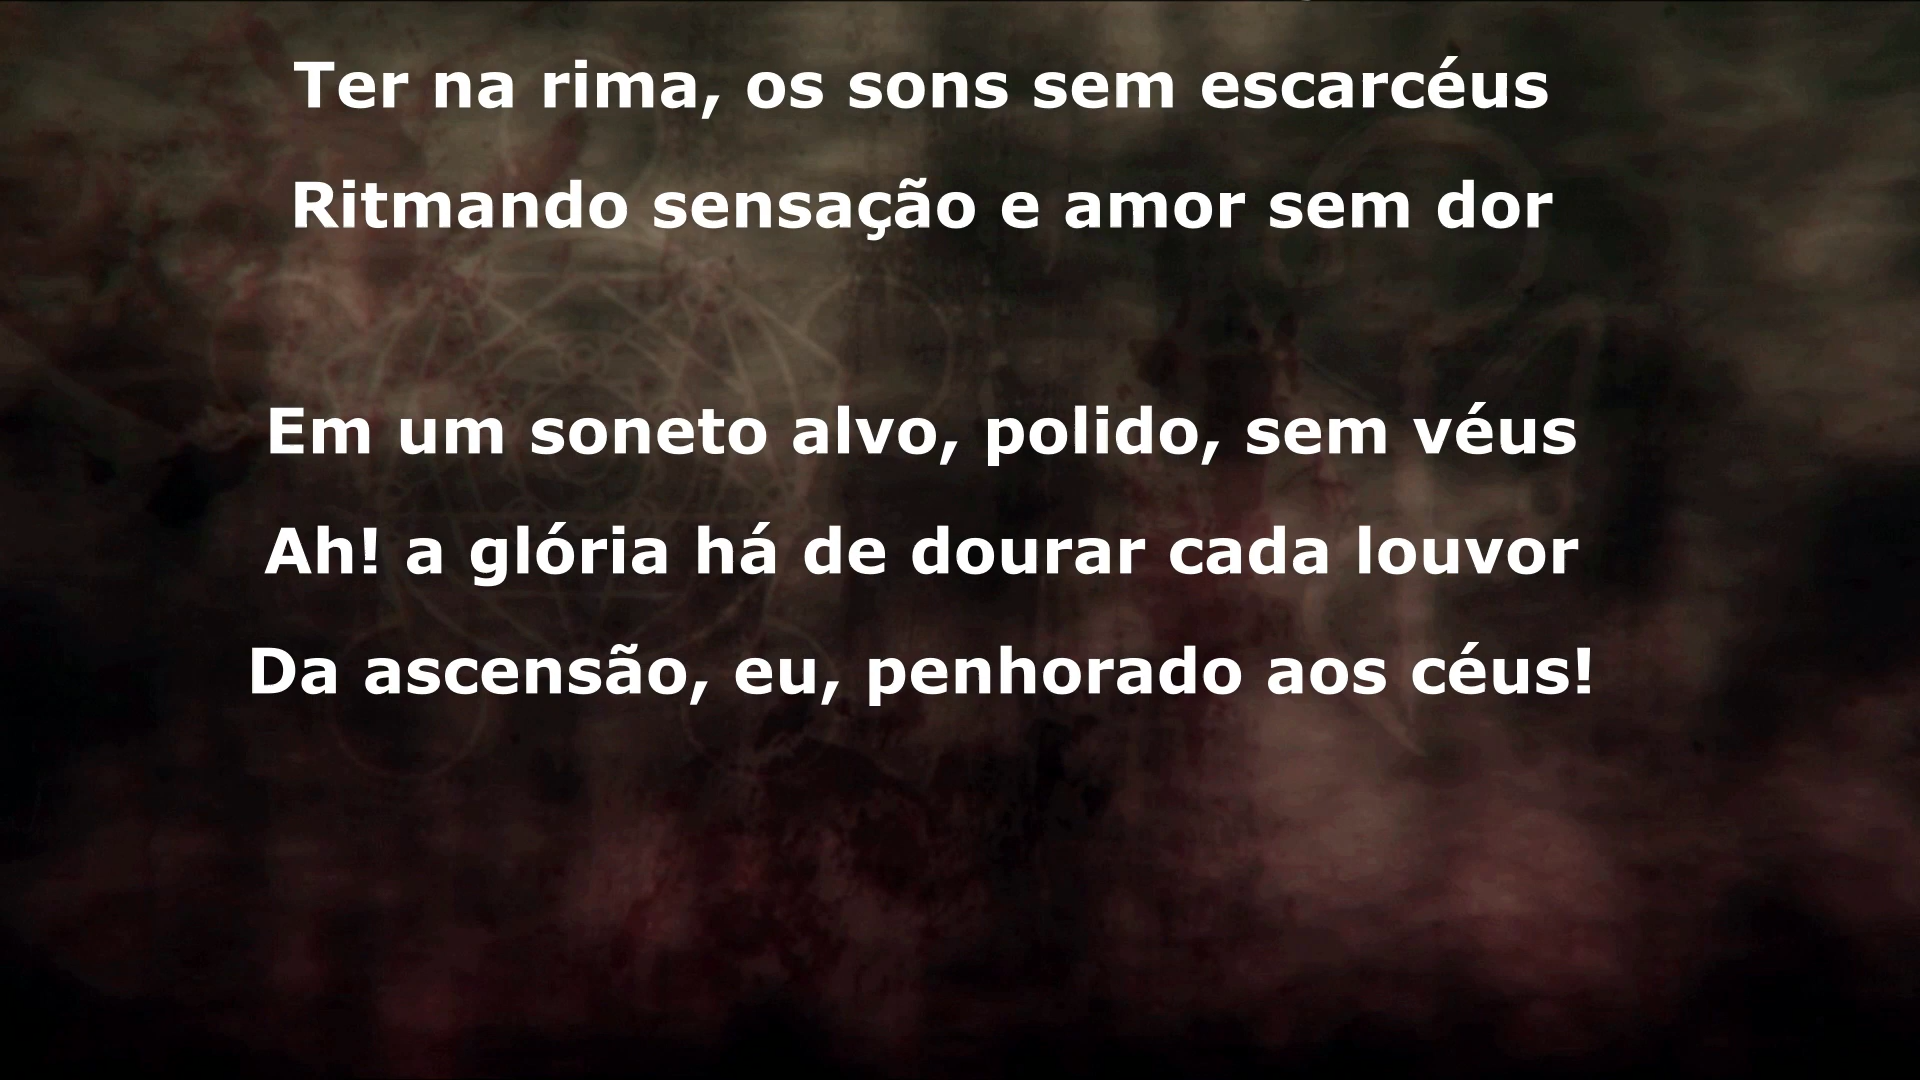 Ter na rima, os sons sem escarcéus
Ritmando sensação e amor sem dor
Em um soneto alvo, polido, sem véus
Ah! a glória há de dourar cada louvor
Da ascensão, eu, penhorado aos céus!